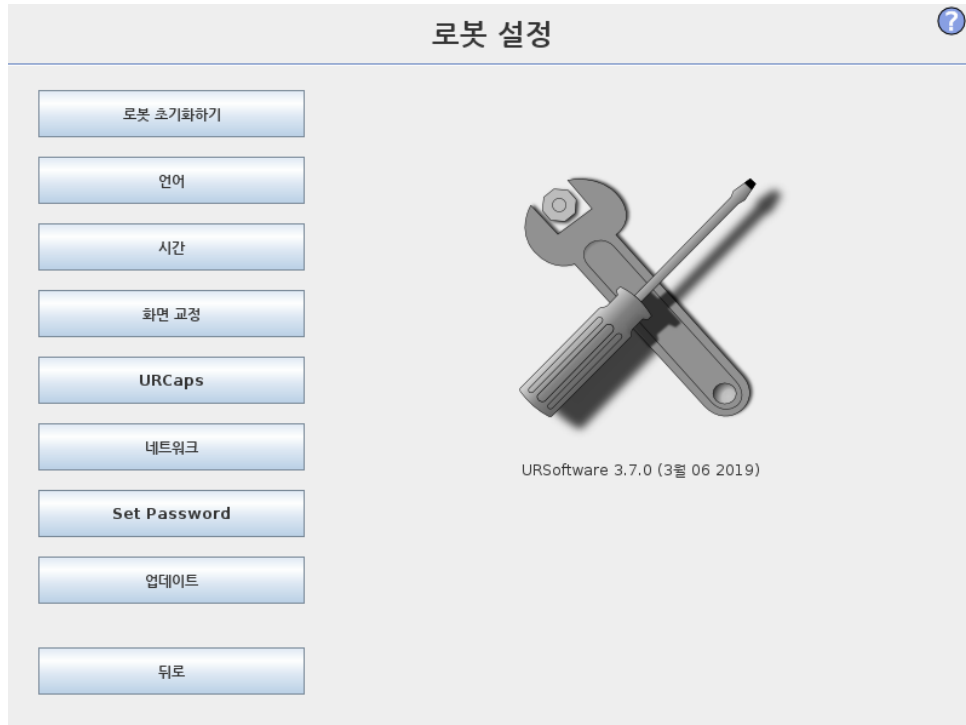 로봇 설정
?
로봇 초기화하기
언어
시간
화면 교정
URCaps
네트워크
Set Password
업데이트
뒤로
URSoftware 3.7.0 (3월 06 2019)